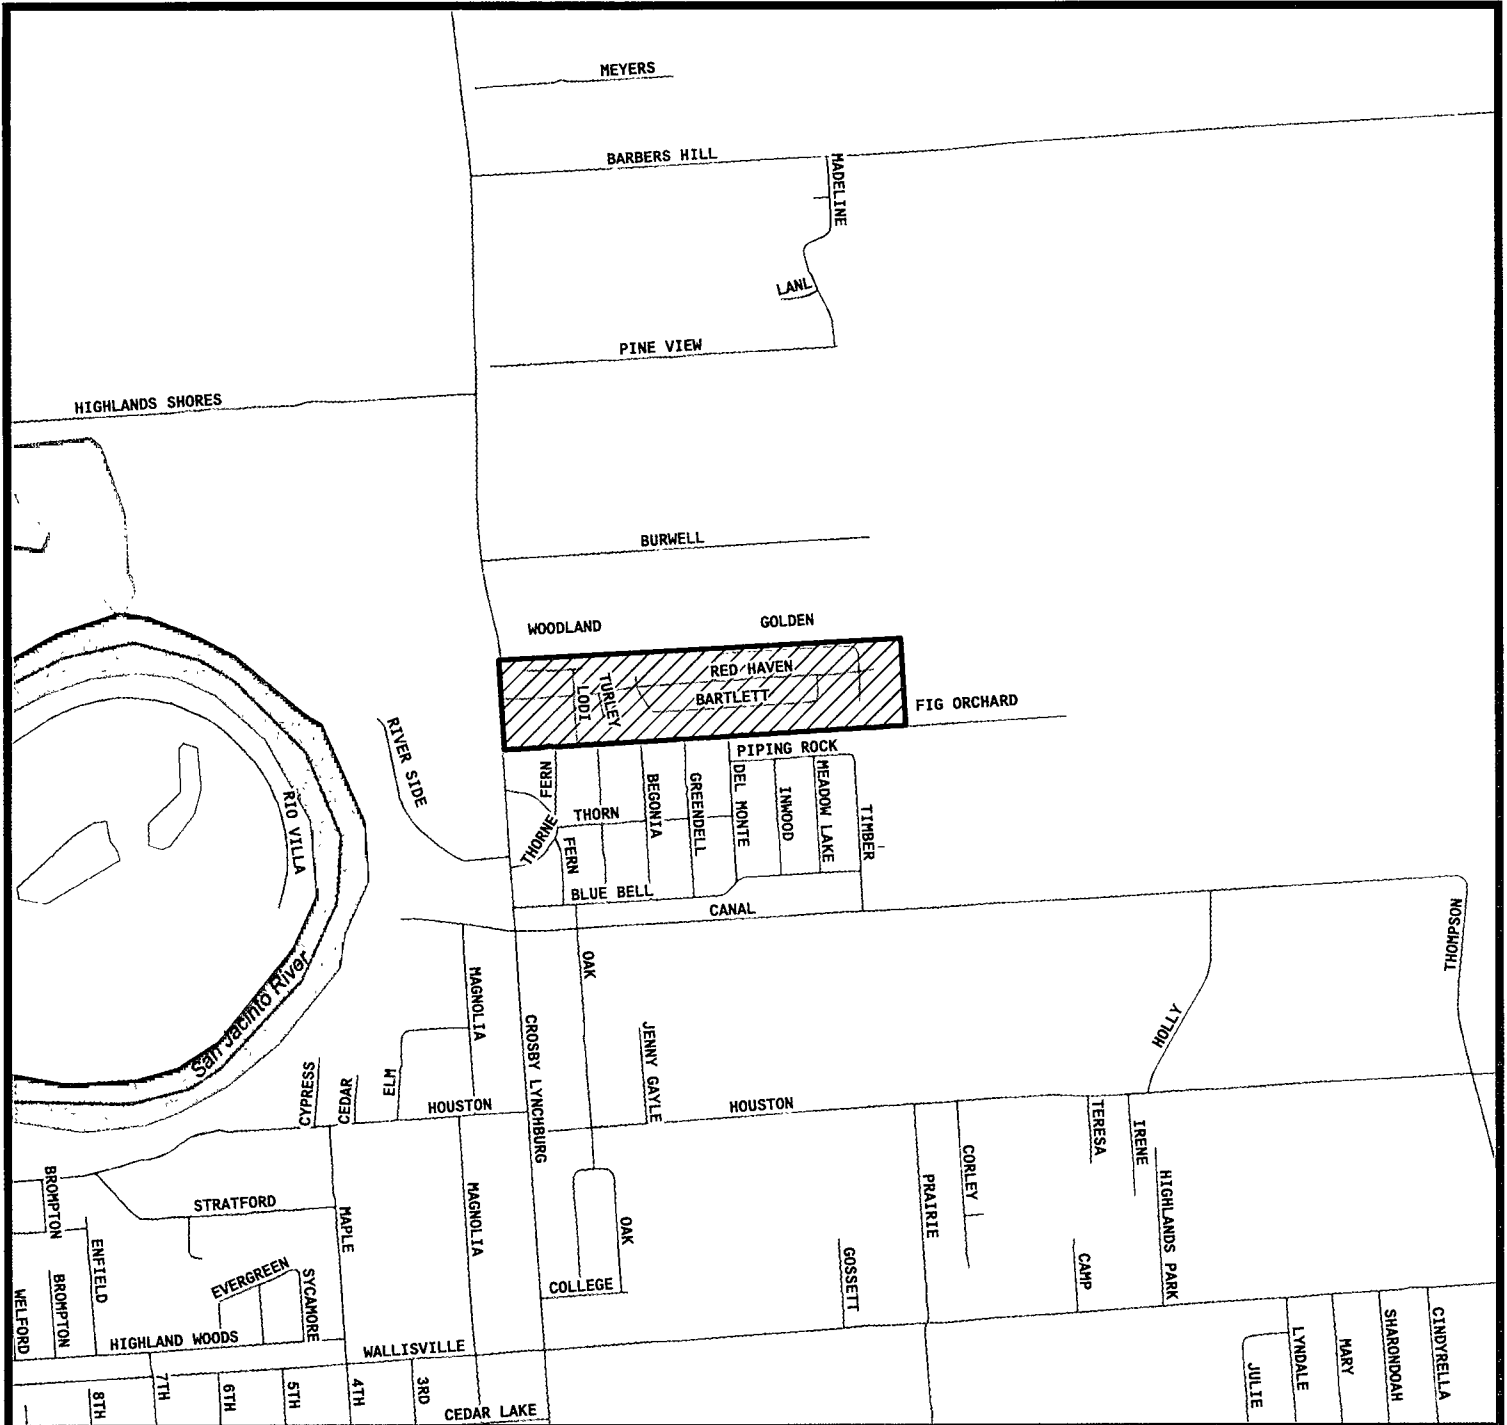 MEYERS
BARBERS HILL
MADELINE
LANL
PINE VIEW
HIGHLANDS SHORES
BURWELL
WOODLAND
GOLDEN
RED HAVEN
BARTLETT
TURLEY
LODI
FIG ORCHARD
RIVER SIDE
PIPING ROCK
FERN
BEGONIA
GREENDELL
DEL MONTE
INWOOD
MEADOW LAKE
TIMBER
RIO VILLA
THORN
THORNE
FERN
BLUE BELL
CANAL
THOMPSON
OAK
MAGNOLIA
San Jacinto River
CROSBY LYNCHBURG
HOLLY
JENNY GAYLE
CYPRESS
CEDAR
ELM
HOUSTON
HOUSTON
TERESA
IRENE
BROMPTON
STRATFORD
MAPLE
MAGNOLIA
OAK
PRAIRIE
CORLEY
HIGHLANDS PARK
ENFIELD
EVERGREEN
SYCAMORE
COLLEGE
GOSSETT
CAMP
WELFORD
BROMPTON
HIGHLAND WOODS
WALLISVILLE
LYNDALE
MARY
SHARONDOAH
CINDYRELLA
JULIE
8TH
7TH
6TH
5TH
4TH
3RD
CEDAR LAKE